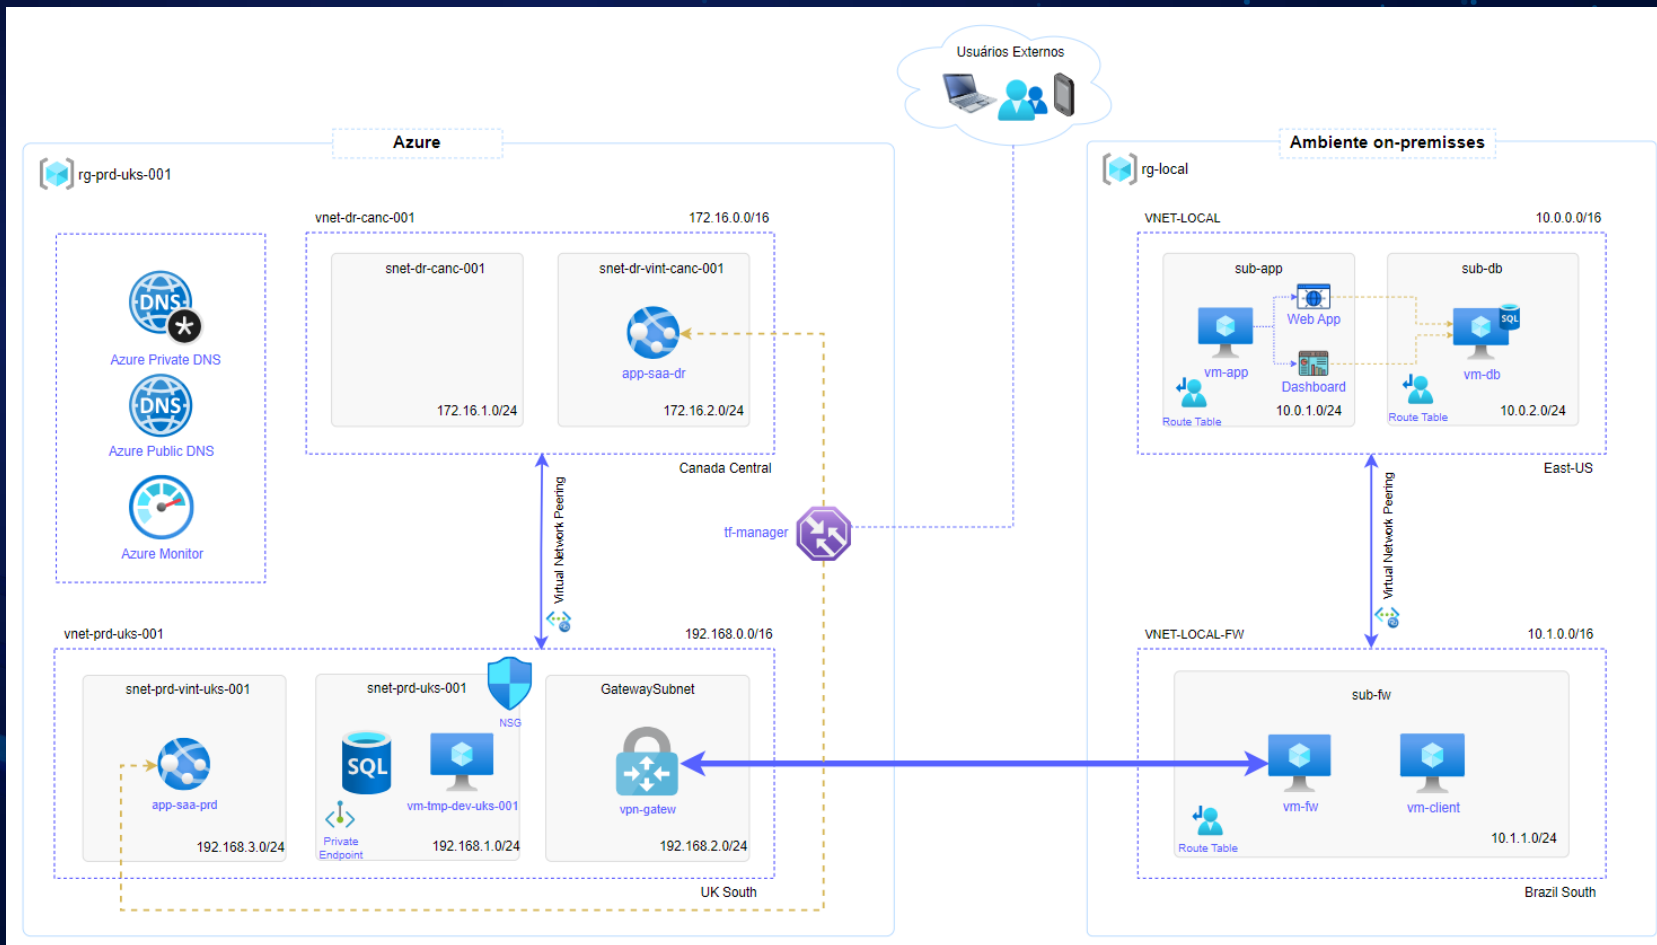 Usuários Externos
Azure
rg-prd-uks-001
vnet-dr-canc-001
172.16.0.0/16
snet-dr-canc-001
172.16.1.0/24
snet-dr-vint-canc-001
app-saa-dr
172.16.2.0/24
Canada Central
DNS
Azure Private DNS
DNS
Azure Public DNS
Azure Monitor
Virtual Network Peering
tf-manager
vnet-prd-uks-001
192.168.0.0/16
snet-prd-vint-uks-001
app-saa-prd
192.168.3.0/24
snet-prd-uks-001
NSG
SQL
vm-tmp-dev-uks-001
Private
Endpoint
192.168.1.0/24
GatewaySubnet
vpn-gatew
192.168.2.0/24
UK South
Ambiente on-premisses
rg-local
VNET-LOCAL
10.0.0.0/16
sub-app
Web App
vm-app
Dashboard
Route Table
10.0.1.0/24
sub-db
SQL
vm-db
Route Table
10.0.2.0/24
East-US
Virtual Network Peering
VNET-LOCAL-FW
10.1.0.0/16
sub-fw
vm-fw
vm-client
Route Table
10.1.1.0/24
Brazil South